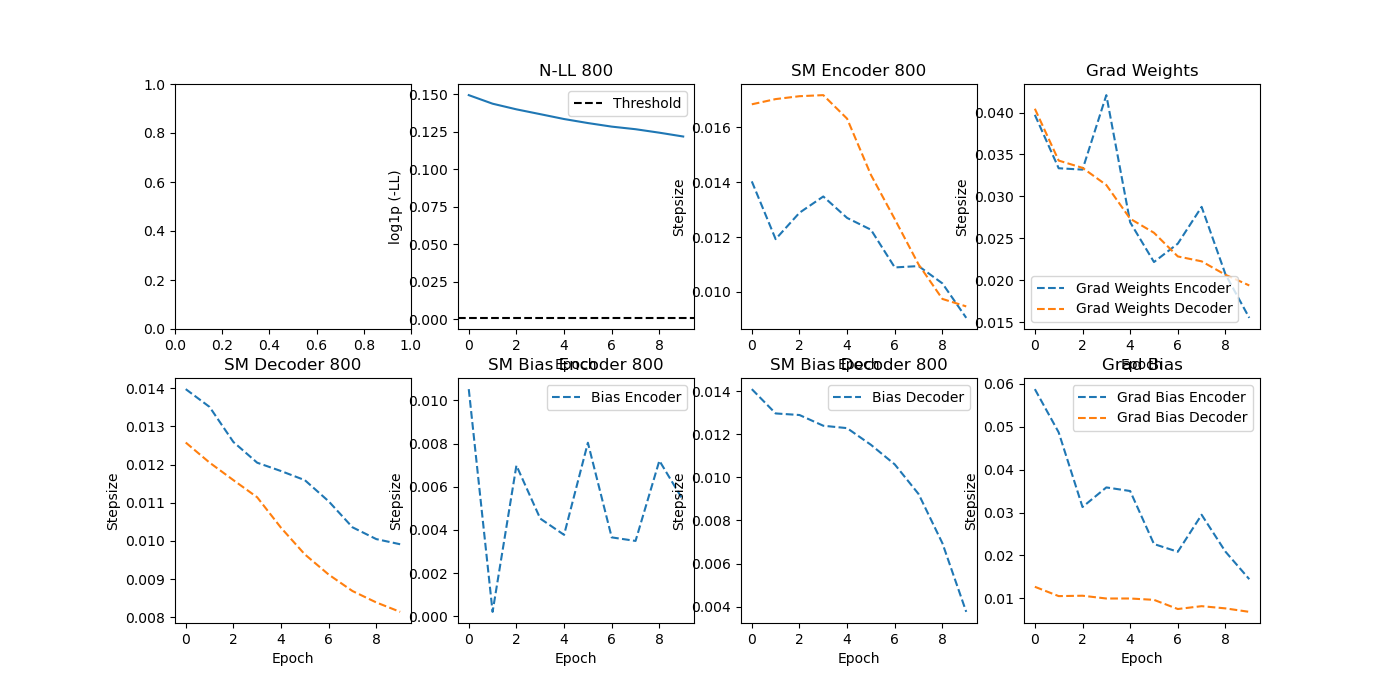 N-LL 800
SM Encoder 800
Grad Weights
1.0
0.8
0.6
0.4
0.2
0.0
0.0 0.2 0.4 0.6 0.8 1.0
log1p (-LL)
0.150
0.125
0.100
0.075
0.050
0.025
0.000
Threshold
0 2 4 6 8
Epoch
Stepsize
0.016
0.014
0.012
0.010
0 2 4 6 8
Epoch
Stepsize
0.040
0.035
0.030
0.025
0.020
0.015
Grad Weights Encoder
Grad Weights Decoder
0 2 4 6 8
Epoch
SM Decoder 800
SM Bias Encoder 800
SM Bias Decoder 800
Grad Bias
Stepsize
0.014
0.013
0.012
0.011
0.010
0.009
0.008
0 2 4 6 8
Epoch
Stepsize
0.010
0.008
0.006
0.004
0.002
0.000
Bias Encoder
0 2 4 6 8
Epoch
Stepsize
0.014
0.012
0.010
0.008
0.006
0.004
Bias Decoder
0 2 4 6 8
Epoch
Stepsize
0.06
0.05
0.04
0.03
0.02
0.01
Grad Bias Encoder
Grad Bias Decoder
0 2 4 6 8
Epoch